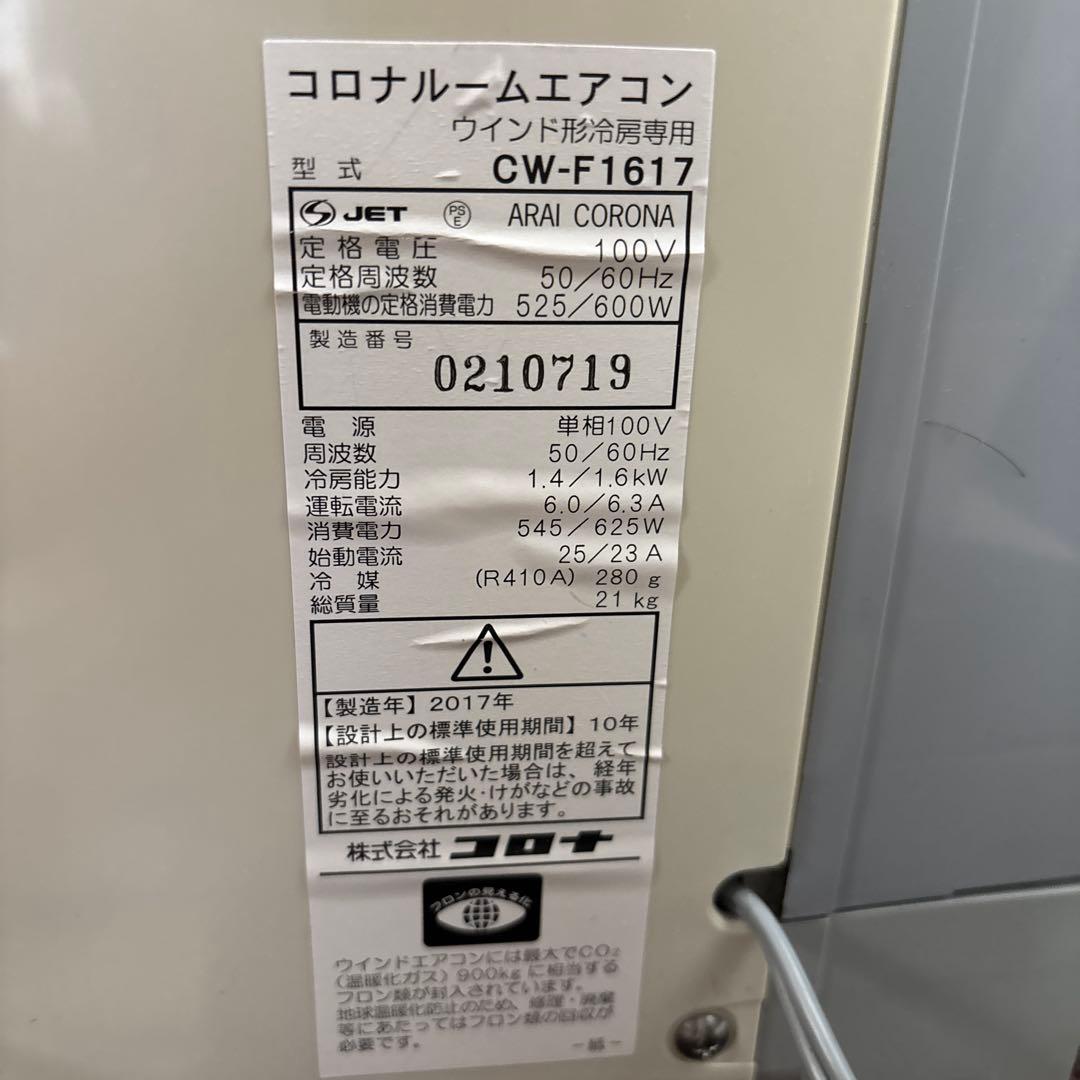 コロナルームエアコン
ウインド形冷房専用
型式 CW-F1617
JET PSE ARAI CORONA
定格電圧 100V
定格周波数 50/60Hz
電動機の定格消費電力 525/600W
製造番号
0210719
電源 単相100V
周波数 50/60Hz
冷房能力 1.4/1.6kW
運転電流 6.0/6.3A
消費電力 545/625W
始動電流 25/23A
冷媒 (R410A) 280g
総質量 21kg
【製造年】2017年
【設計上の標準使用期間】10年
設計上の標準使用期間を超えて
お使いいただいた場合は、経年
劣化による発火・けがなどの事故
に至るおそれがあります。
株式会社 コロナ
フロンの見える化
ウインドエアコンには最大でCO₂
(温暖化ガス) 900kgに相当する
フロン類が封入されています。
地球温暖化防止のため、修理・廃棄
等にあたってはフロン類の回収が
必要です。